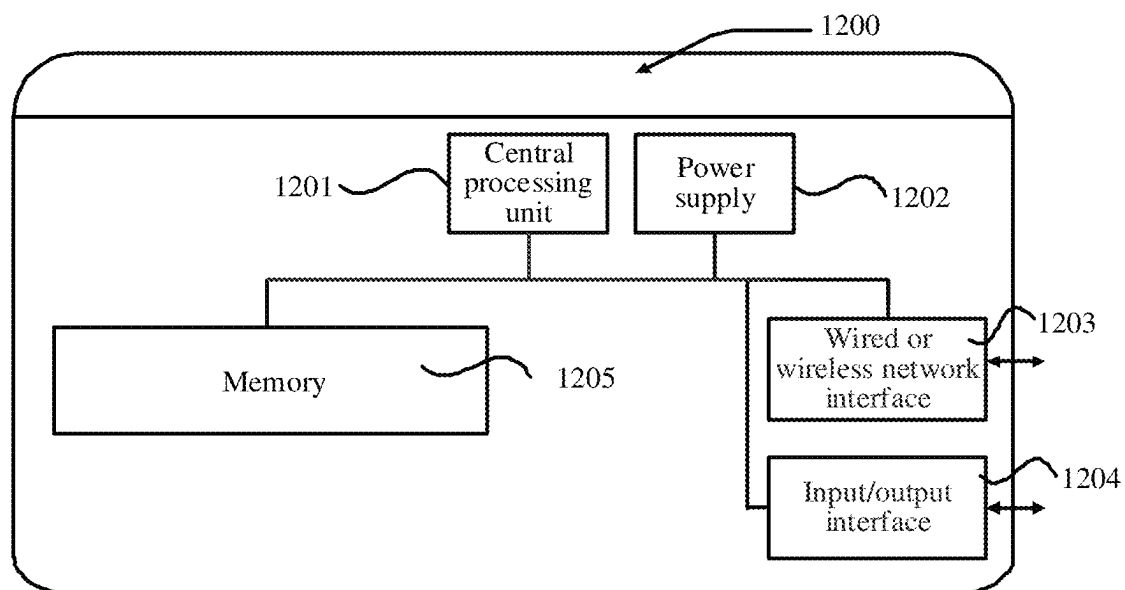 1200
Central
processing
unit
Power
supply
1201
1202
Wired or
wireless network
interface
1203
Memory
1205
Input/output
interface
1204